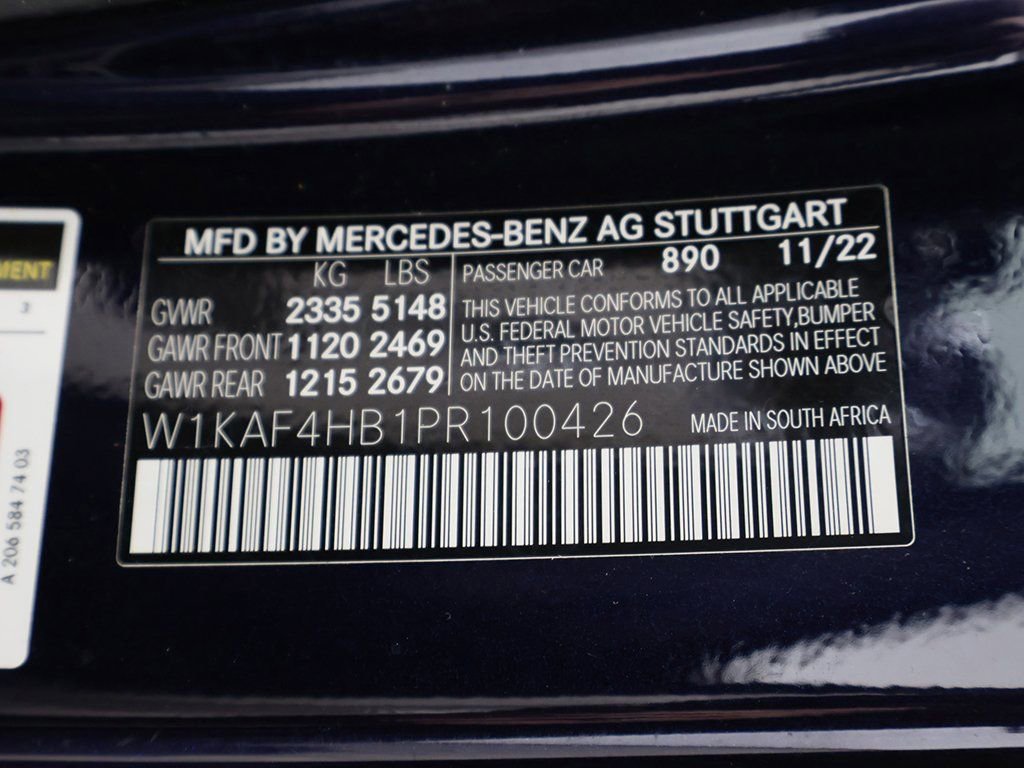 MFD BY MERCEDES-BENZ AG STUTTGART
KG LBS
GVWR 2335 5148
GAWR FRONT 1120 2469
GAWR REAR 1215 2679
PASSENGER CAR 890 11/22
THIS VEHICLE CONFORMS TO ALL APPLICABLE
U.S. FEDERAL MOTOR VEHICLE SAFETY,BUMPER
AND THEFT PREVENTION STANDARDS IN EFFECT
ON THE DATE OF MANUFACTURE SHOWN ABOVE
W1KAF4HB1PR100426 MADE IN SOUTH AFRICA
3
A 206 584 74 03